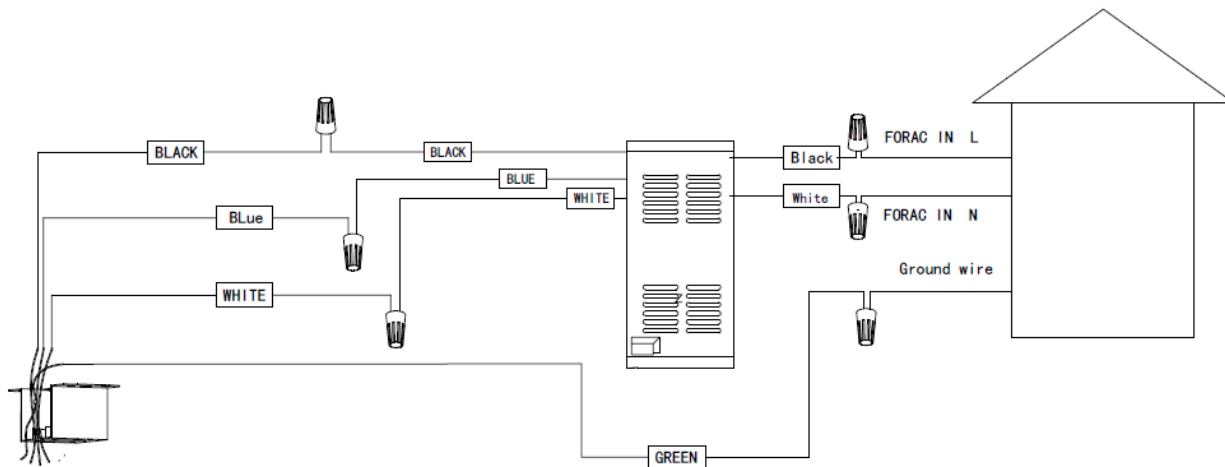 BLACK
BLACK
Black
FORAC IN L
BLUE
WHITE
White
BLue
FORAC IN N
Ground wire
WHITE
GREEN